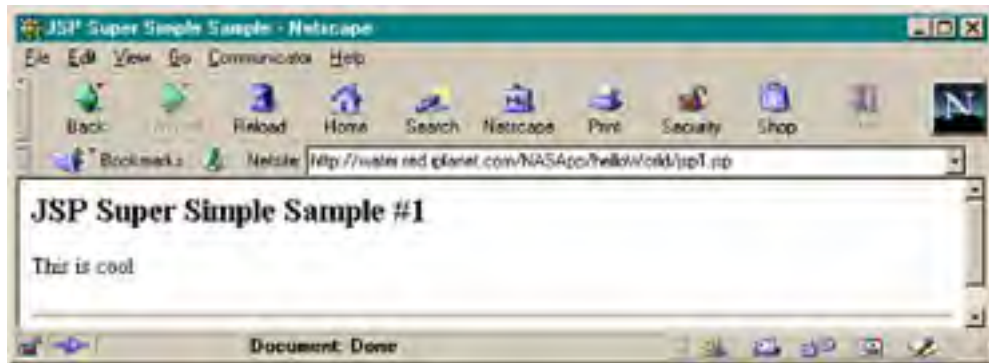 JSP Super Simple Sample - Netscape
File Edit View Go Communicator Help
Back Reload Home Search Netscape Print Security Shop
Bookmarks Netsite http://water.red.iplanet.com/NASApp/helloWorld/jsp1.jsp
JSP Super Simple Sample #1
This is cool
Document: Done